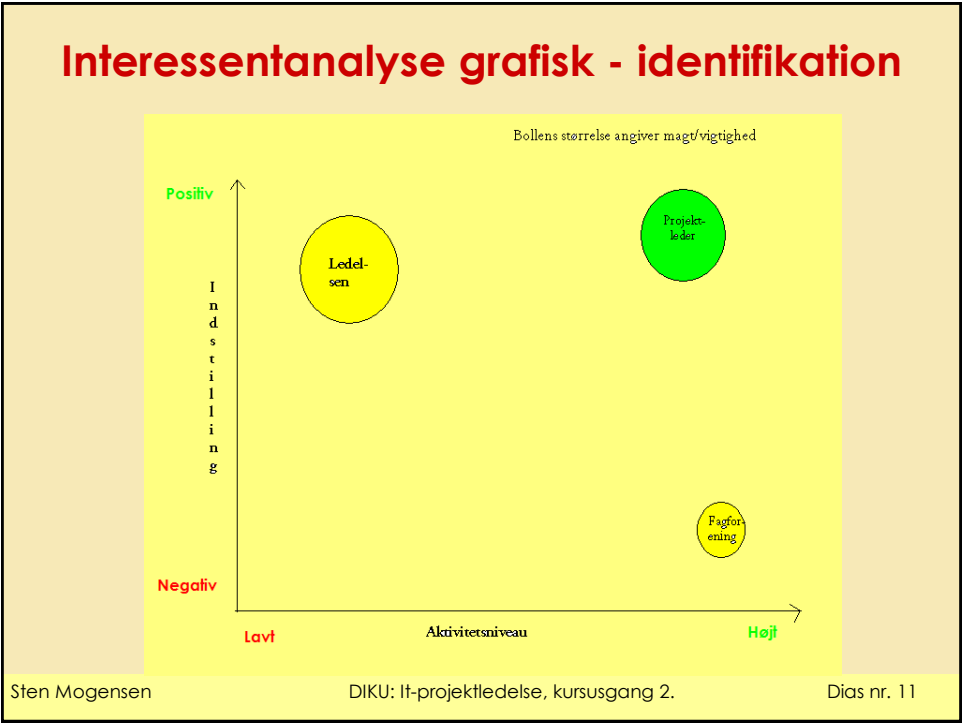 Interessentanalyse grafisk - identifikation
Bollens størrelse angiver magt/vigtighed
Positiv
Projekt-
leder
Ledel-
sen
Indstilling
Fagfor-
ening
Negativ
Lavt
Aktivitetsniveau
Højt
Sten Mogensen
DIKU: It-projektledelse, kursusgang 2.
Dias nr. 11